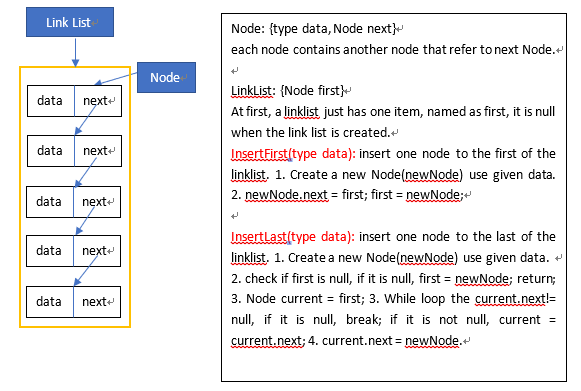 Link List
Node
data next
data next
data next
data next
data next
Node: {type data, Node next}
each node contains another node that refer to next Node.
LinkList: {Node first}
At first, a linklist just has one item, named as first, it is null
when the link list is created.
InsertFirst(type data): insert one node to the first of the
linklist. 1. Create a new Node(newNode) use given data.
2. newNode.next = first; first = newNode;
InsertLast(type data): insert one node to the last of the
linklist. 1. Create a new Node(newNode) use given data.
2. check if first is null, if it is null, first = newNode; return;
3. Node current = first; 3. While loop the current.next!=
null, if it is null, break; if it is not null, current =
current.next; 4. current.next = newNode.